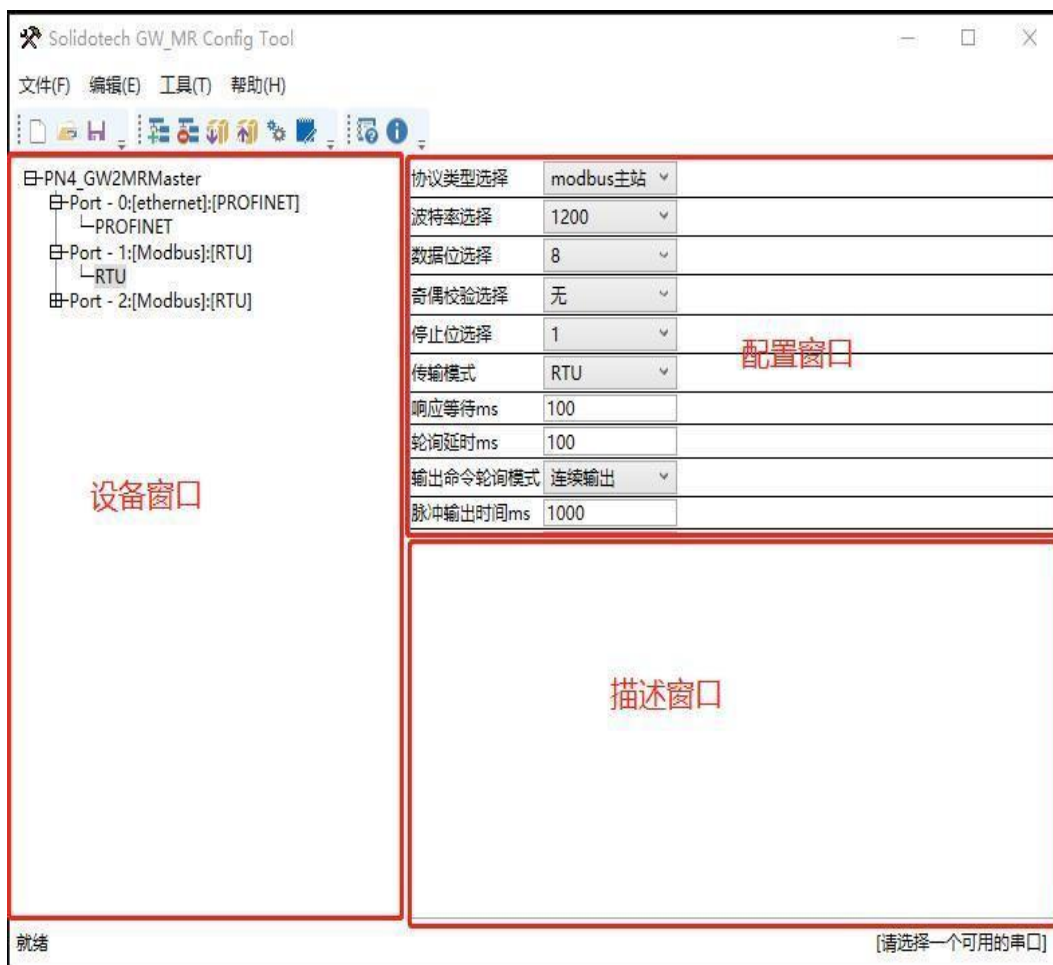 Solidotech GW_MR Config Tool
文件(F) 编辑(E) 工具(T) 帮助(H)
PN4_GW2MRMaster
Port - 0:[ethernet]:[PROFINET]
PROFINET
Port - 1:[Modbus]:[RTU]
RTU
Port - 2:[Modbus]:[RTU]
设备窗口
协议类型选择 modbus主站
波特率选择 1200
数据位选择 8
奇偶校验选择 无
停止位选择 1
传输模式 RTU
响应等待ms 100
轮询延时ms 100
输出命令轮询模式 连续输出
脉冲输出时间ms 1000
配置窗口
描述窗口
就绪 [请选择一个可用的串口]